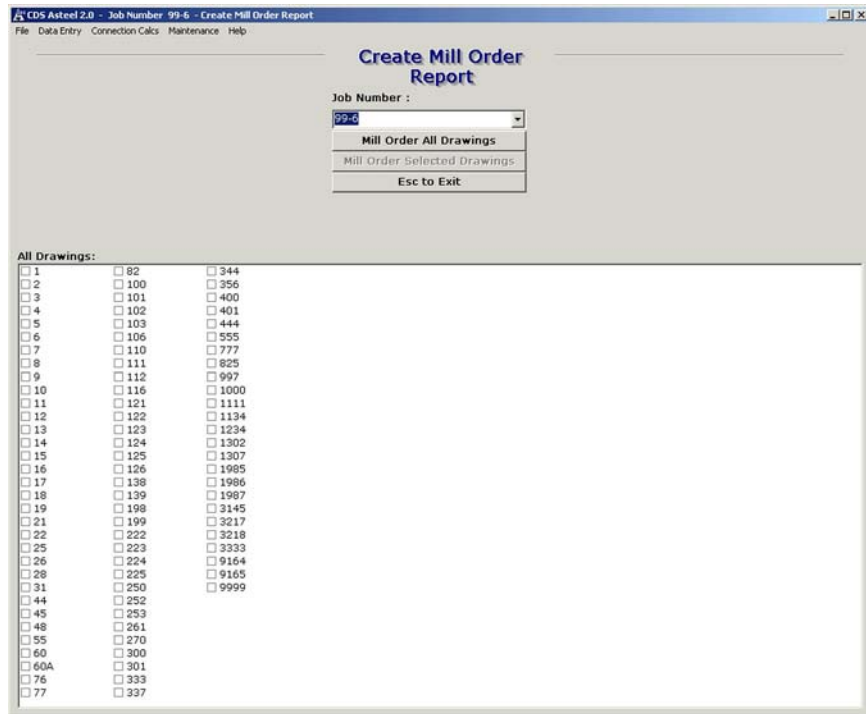 CDS Asteel 2.0 - Job Number 99-6 - Create Mill Order Report
File Data Entry Connection Calcs Maintenance Help
Create Mill Order
Report
Job Number :
99-6
Mill Order All Drawings
Mill Order Selected Drawings
Esc to Exit
All Drawings:
1 82 344
2 100 356
3 101 400
4 102 401
5 103 444
6 106 555
7 110 777
8 111 825
9 112 997
10 116 1000
11 121 1111
12 122 1134
13 123 1234
14 124 1302
15 125 1307
16 126 1985
17 138 1986
18 139 1987
19 198 3145
21 199 3217
22 222 3218
25 223 3333
26 224 9164
28 225 9165
31 250 9999
44 252
45 253
48 261
55 270
60 300
60A 301
76 333
77 337